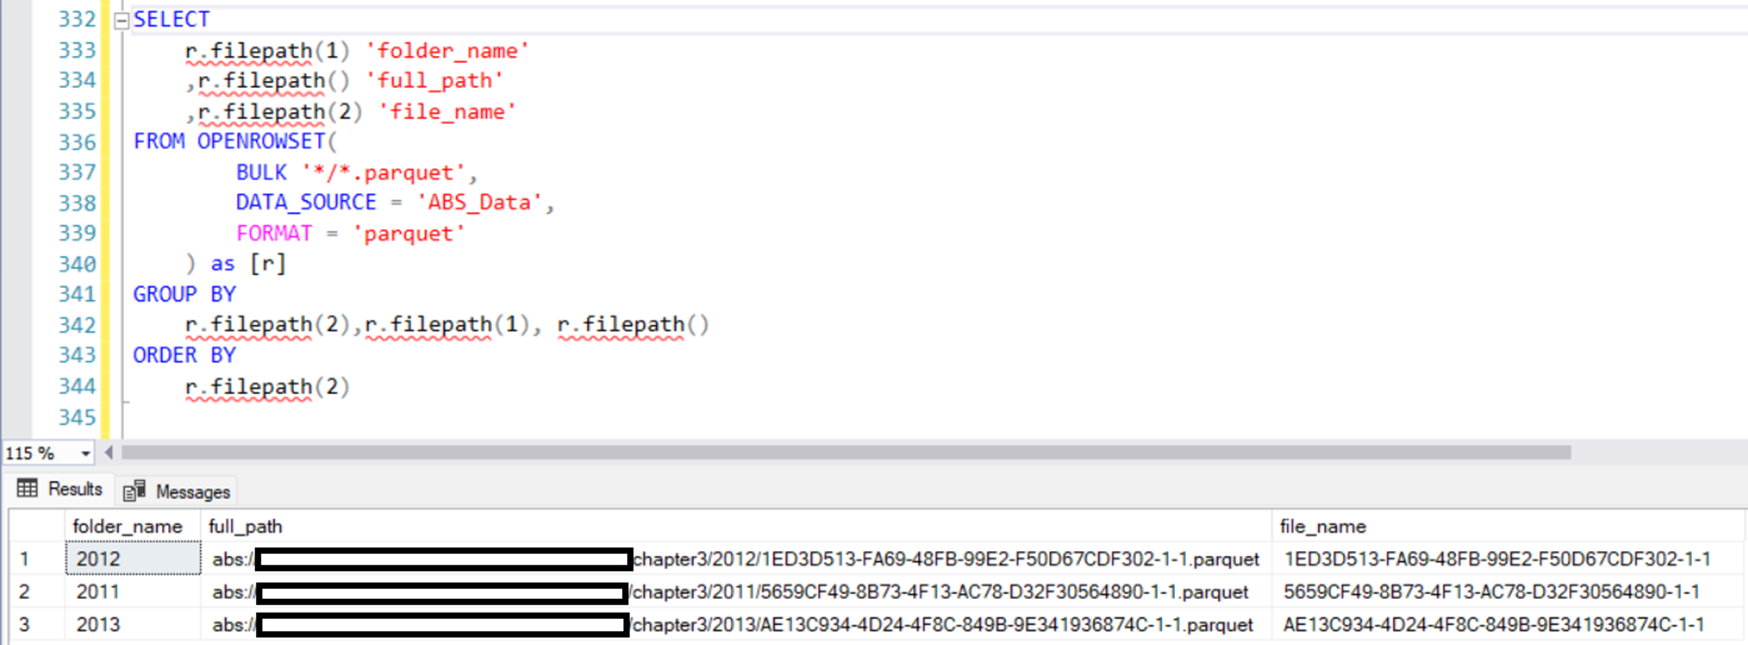 332 SELECT
333 r.filepath(1) 'folder_name'
334 ,r.filepath() 'full_path'
335 ,r.filepath(2) 'file_name'
336 FROM OPENROWSET(
337 BULK '*/*.parquet',
338 DATA_SOURCE = 'ABS_Data',
339 FORMAT = 'parquet'
340 ) as [r]
341 GROUP BY
342 r.filepath(2),r.filepath(1), r.filepath()
343 ORDER BY
344 r.filepath(2)
345
115 %
Results Messages
folder_name full_path file_name
1 2012 abs:// chapter3/2012/1ED3D513-FA69-48FB-99E2-F50D67CDF302-1-1.parquet 1ED3D513-FA69-48FB-99E2-F50D67CDF302-1-1
2 2011 abs:// /chapter3/2011/5659CF49-8B73-4F13-AC78-D32F30564890-1-1.parquet 5659CF49-8B73-4F13-AC78-D32F30564890-1-1
3 2013 abs:// /chapter3/2013/AE13C934-4D24-4F8C-849B-9E341936874C-1-1.parquet AE13C934-4D24-4F8C-849B-9E341936874C-1-1